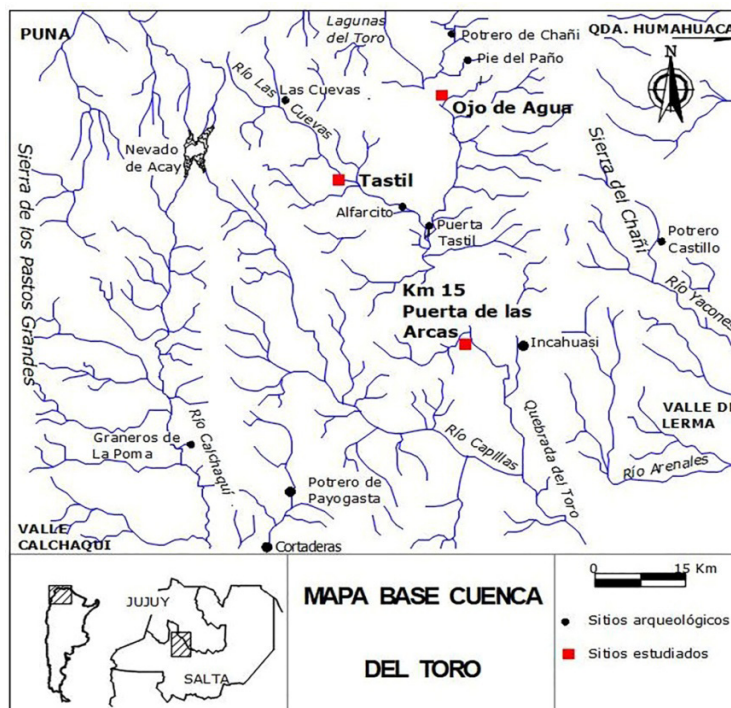 PUNA
Lagunas
del Toro
Potrero de Chañi
QDA. HUMAHUACA
Pie del Paño
N
Río Las Cuevas
Las Cuevas
Ojo de Agua
Nevado
de Acay
Tastil
Sierra de los Pastos Grandes
Sierra del Chañi
Alfarcito
Puerta
Tastil
Potrero
Castillo
Río Yacones
Km 15
Puerta de las
Arcas
Incahuasi
VALLE DE
LERMA
Río Calchaquí
Graneros de
La Poma
Río Capillas
Quebrada del Toro
Río Arenales
Potrero de
Payogasta
VALLE
CALCHAQUI
Cortaderas
JUJUY
SALTA
MAPA BASE CUENCA
DEL TORO
0 15 Km
Sitios arqueológicos
Sitios estudiados